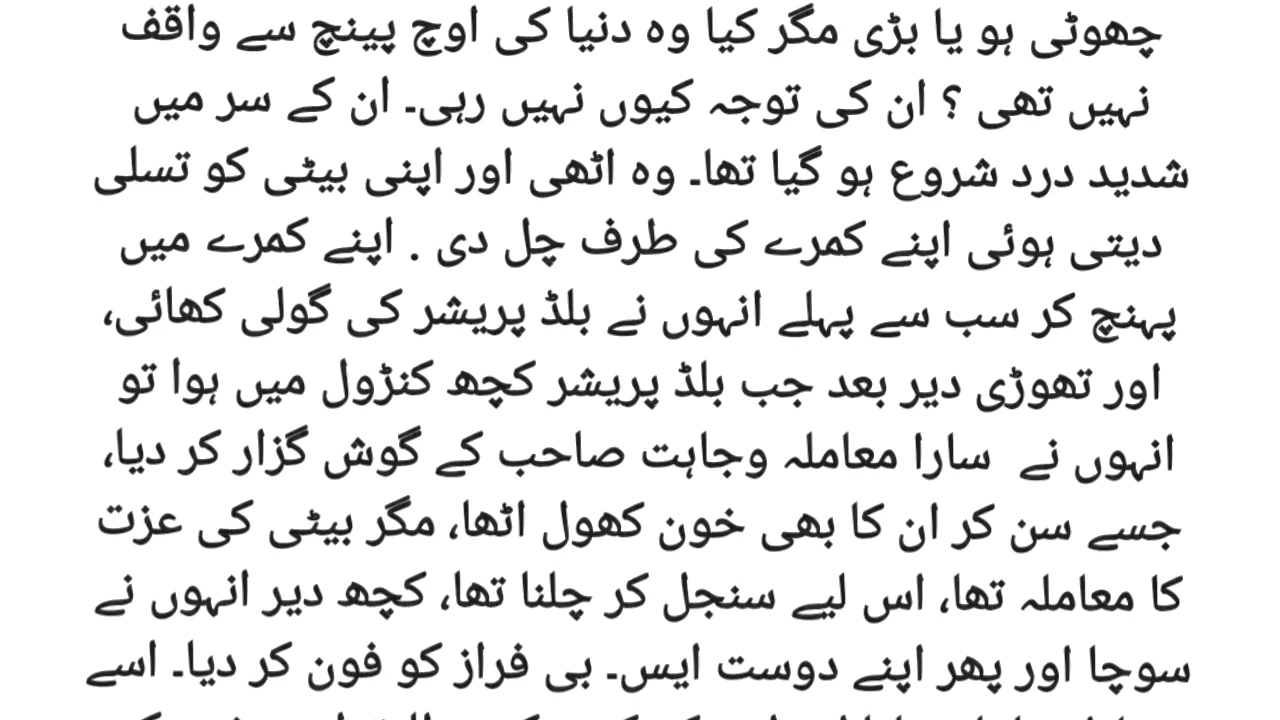 چھوٹی ہو یا بڑی مگر کیا وہ دنیا کی اوچ پینچ سے واقف
نہیں تھی ؟ ان کی توجہ کیوں نہیں رہی۔ ان کے سر میں
شدید درد شروع ہو گیا تھا۔ وہ اٹھی اور اپنی بیٹی کو تسلی
دیتی ہوئی اپنے کمرے کی طرف چل دی . اپنے کمرے میں
پہنچ کر سب سے پہلے انہوں نے بلڈ پریشر کی گولی کھائی،
اور تھوڑی دیر بعد جب بلڈ پریشر کچھ کنڑول میں ہوا تو
انہوں نے سارا معاملہ وجاہت صاحب کے گوش گزار کر دیا،
جسے سن کر ان کا بھی خون کھول اٹھا، مگر بیٹی کی عزت
کا معاملہ تھا، اس لیے سنجل کر چلنا تھا، کچھ دیر انہوں نے
سوچا اور پھر اپنے دوست ایس۔ بی فراز کو فون کر دیا۔ اسے